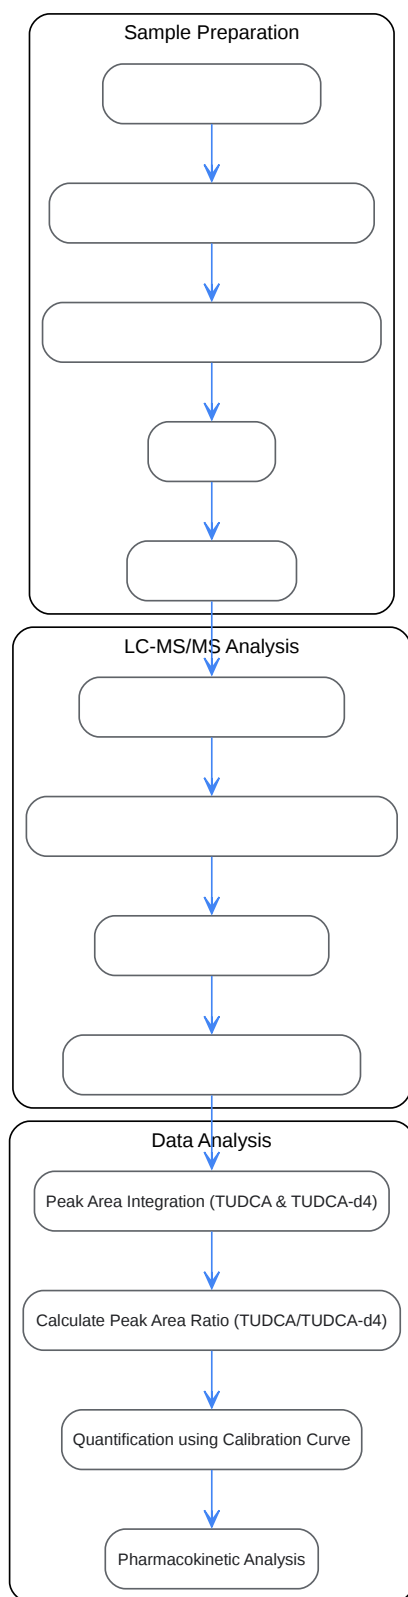 Sample Preparation
LC-MS/MS Analysis
Data Analysis
Peak Area Integration (TUDCA & TUDCA-d4)
Calculate Peak Area Ratio (TUDCA/TUDCA-d4)
Quantification using Calibration Curve
Pharmacokinetic Analysis